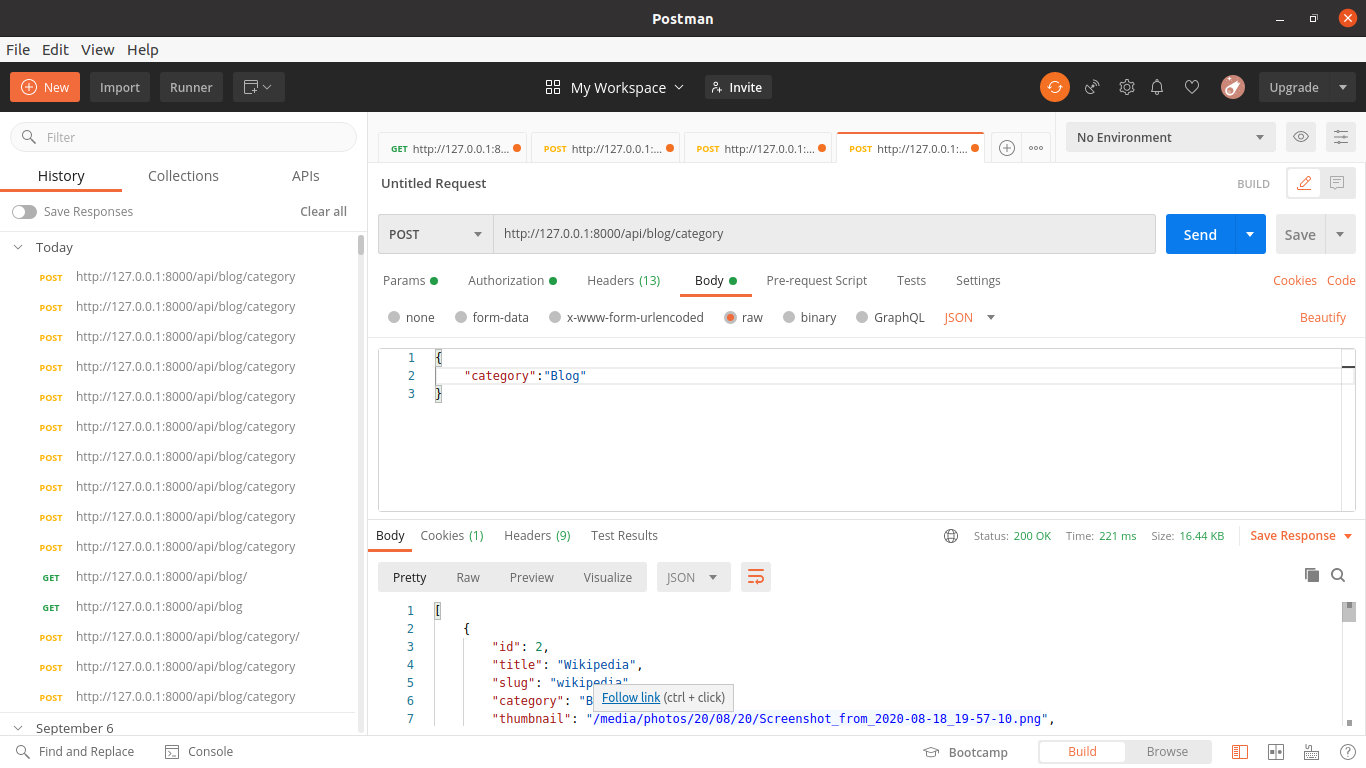 Postman
File Edit View Help
New Import Runner My Workspace Invite Upgrade
Filter
History Collections APIs
Save Responses Clear all
Today
POST http://127.0.0.1:8000/api/blog/category
POST http://127.0.0.1:8000/api/blog/category
POST http://127.0.0.1:8000/api/blog/category
POST http://127.0.0.1:8000/api/blog/category
POST http://127.0.0.1:8000/api/blog/category
POST http://127.0.0.1:8000/api/blog/category
POST http://127.0.0.1:8000/api/blog/category
POST http://127.0.0.1:8000/api/blog/category
POST http://127.0.0.1:8000/api/blog/category
POST http://127.0.0.1:8000/api/blog/category
GET http://127.0.0.1:8000/api/blog/
GET http://127.0.0.1:8000/api/blog
POST http://127.0.0.1:8000/api/blog/category/
POST http://127.0.0.1:8000/api/blog/category
POST http://127.0.0.1:8000/api/blog/category
September 6
GET http://127.0.0.1:8... POST http://127.0.0.1:... POST http://127.0.0.1:... POST http://127.0.0.1:... No Environment
Untitled Request BUILD
POST http://127.0.0.1:8000/api/blog/category Send Save
Params Authorization Headers (13) Body Pre-request Script Tests Settings Cookies Code
none form-data x-www-form-urlencoded raw binary GraphQL JSON Beautify
1 {
2 "category":"Blog"
3 }
Body Cookies (1) Headers (9) Test Results Status: 200 OK Time: 221 ms Size: 16.44 KB Save Response
Pretty Raw Preview Visualize JSON
1 [
2 {
3 "id": 2,
4 "title": "Wikipedia",
5 "slug": "wikipedia"
6 "category": "B
Follow link (ctrl + click)
7 "thumbnail": "/media/photos/20/08/20/Screenshot_from_2020-08-18_19-57-10.png",
Find and Replace Console Bootcamp Build Browse